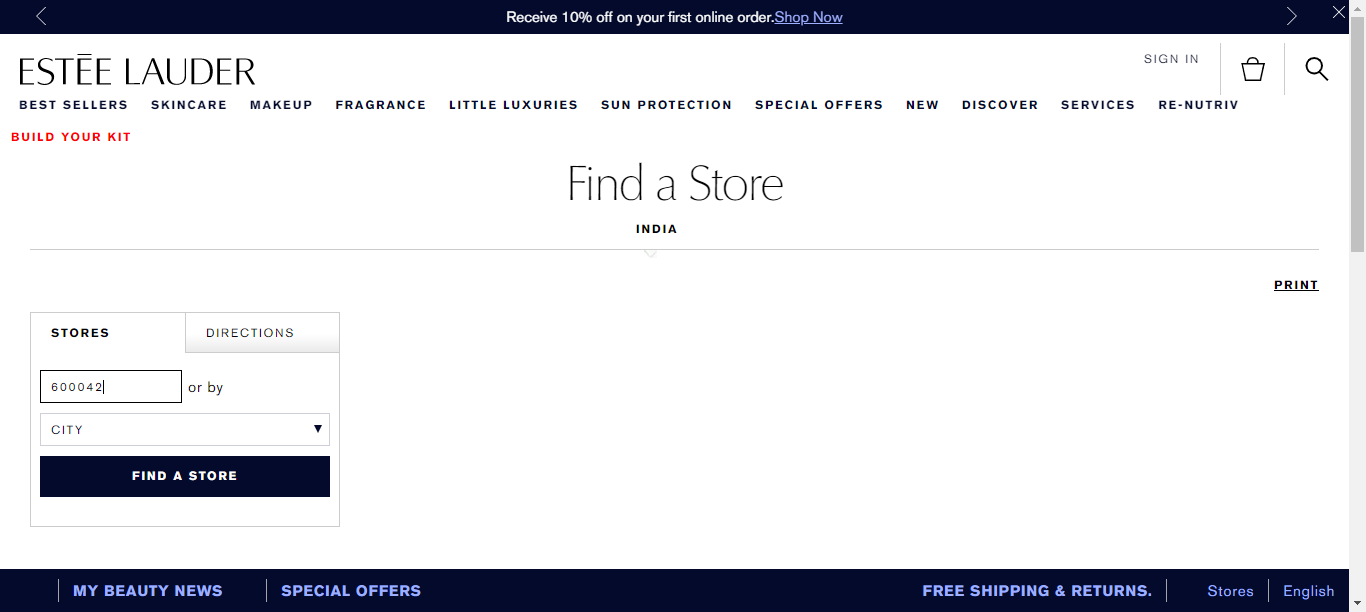 Receive 10% off on your first online order.Shop Now
ESTĒE LAUDER
SIGN IN
BEST SELLERS SKINCARE MAKEUP FRAGRANCE LITTLE LUXURIES SUN PROTECTION SPECIAL OFFERS NEW DISCOVER SERVICES RE-NUTRIV
BUILD YOUR KIT
Find a Store
INDIA
PRINT
STORES DIRECTIONS
600042 or by
CITY
FIND A STORE
MY BEAUTY NEWS SPECIAL OFFERS FREE SHIPPING & RETURNS. Stores English